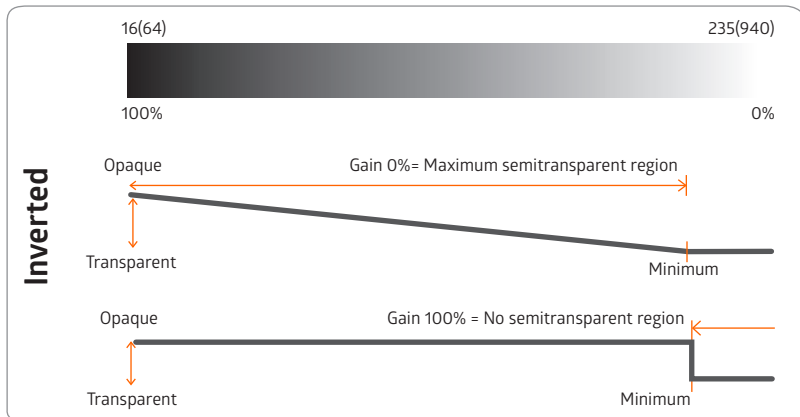 16(64) 235(940)
100% 0%
Inverted
Opaque Gain 0%= Maximum semitransparent region
Transparent Minimum
Opaque Gain 100% = No semitransparent region
Transparent Minimum